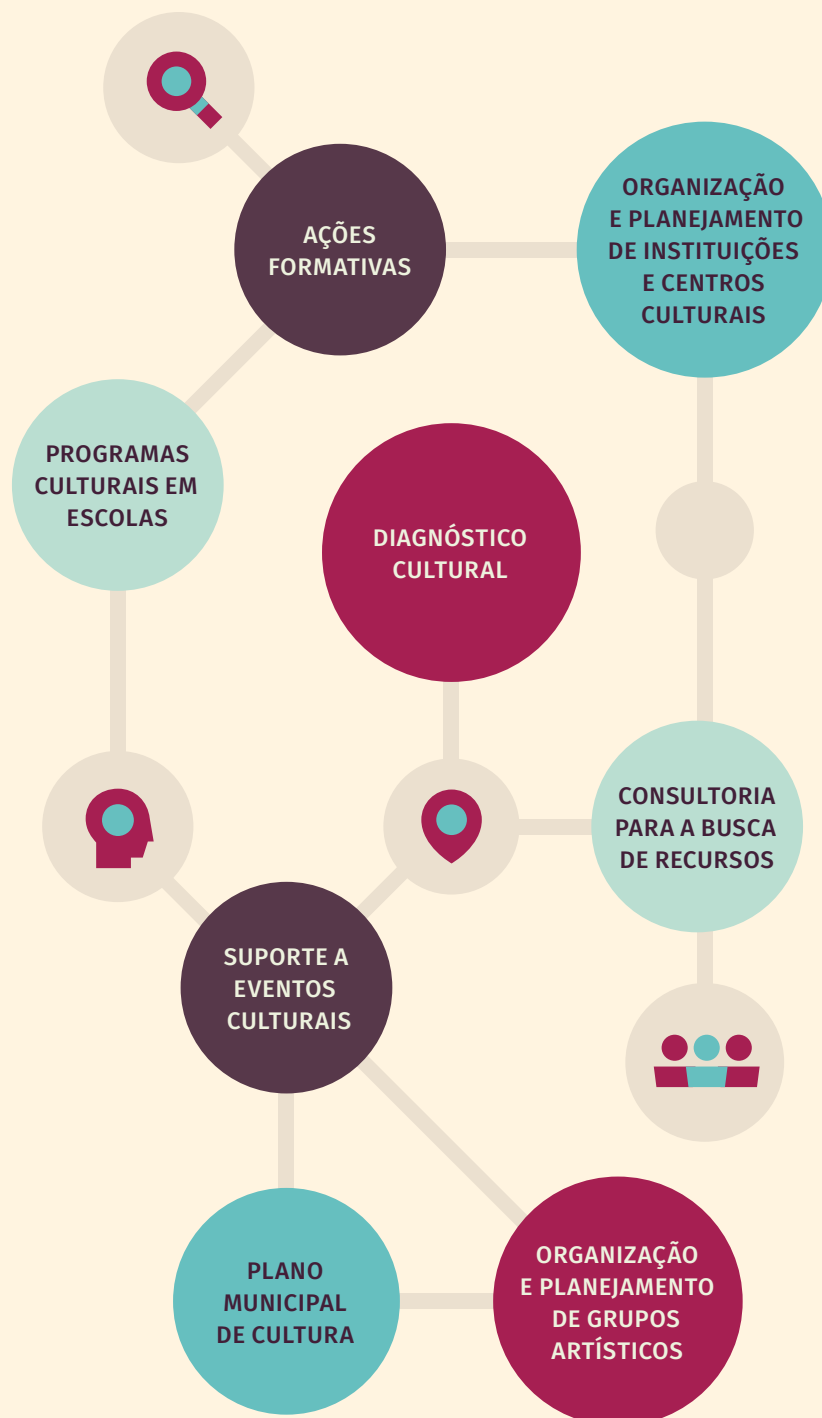 AÇÕES
FORMATIVAS
ORGANIZAÇÃO
E PLANEJAMENTO
DE INSTITUIÇÕES
E CENTROS
CULTURAIS
PROGRAMAS
CULTURAIS EM
ESCOLAS
DIAGNÓSTICO
CULTURAL
CONSULTORIA
PARA A BUSCA
DE RECURSOS
SUPORTE A
EVENTOS
CULTURAIS
PLANO
MUNICIPAL
DE CULTURA
ORGANIZAÇÃO
E PLANEJAMENTO
DE GRUPOS
ARTÍSTICOS